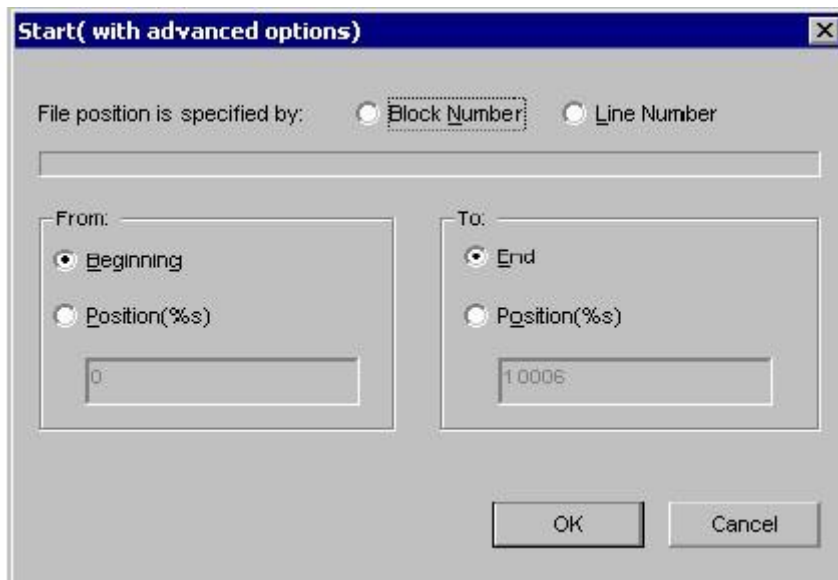 Start( with advanced options)
File position is specified by: Block Number Line Number
From:
Beginning
Position(%s)
0
To:
End
Position(%s)
10006
OK Cancel